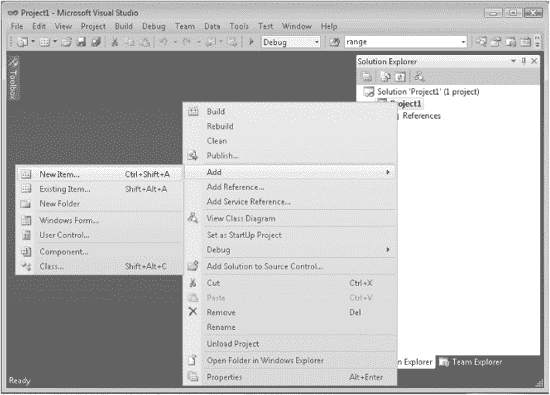 Project1 - Microsoft Visual Studio
File Edit View Project Build Debug Team Data Tools Test Window Help
Debug
range
Toolbox
Solution Explorer
Solution 'Project1' (1 project)
Project1
References
Build
Rebuild
Clean
Publish...
Add
New Item... Ctrl+Shift+A
Existing Item... Shift+Alt+A
New Folder
Windows Form...
User Control...
Component...
Class... Shift+Alt+C
Add Reference...
Add Service Reference...
View Class Diagram
Set as StartUp Project
Debug
Add Solution to Source Control...
Cut Ctrl+X
Paste Ctrl+V
Remove Del
Rename
Unload Project
Open Folder in Windows Explorer
Properties Alt+Enter
Explorer
Team Explorer
Ready